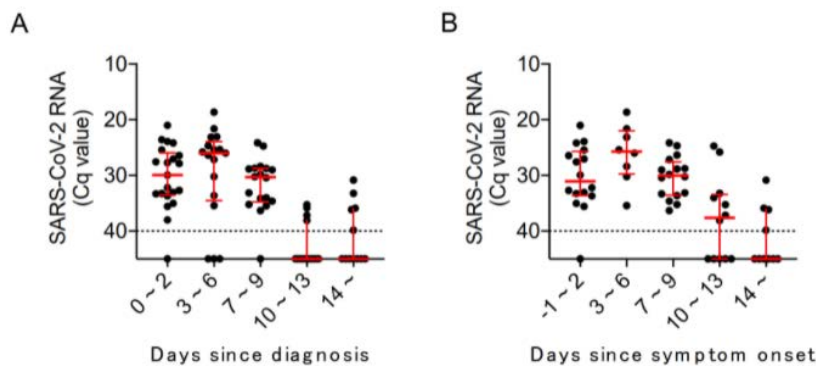 A
SARS-CoV-2 RNA
(Cq value)
10
20
30
40
0 ~ 2
3 ~ 6
7 ~ 9
10 ~ 13
14 ~
Days since diagnosis
B
SARS-CoV-2 RNA
(Cq value)
10
20
30
40
-1 ~ 2
3 ~ 6
7 ~ 9
10 ~ 13
14 ~
Days since symptom onset